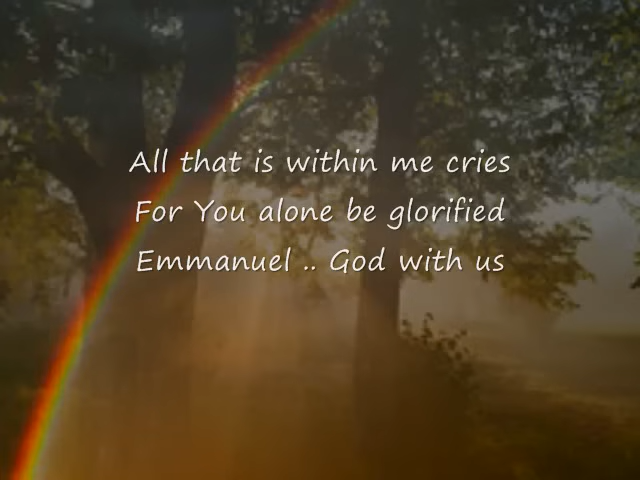 All that is within me cries
For You alone be glorified
Emmanuel .. God with us